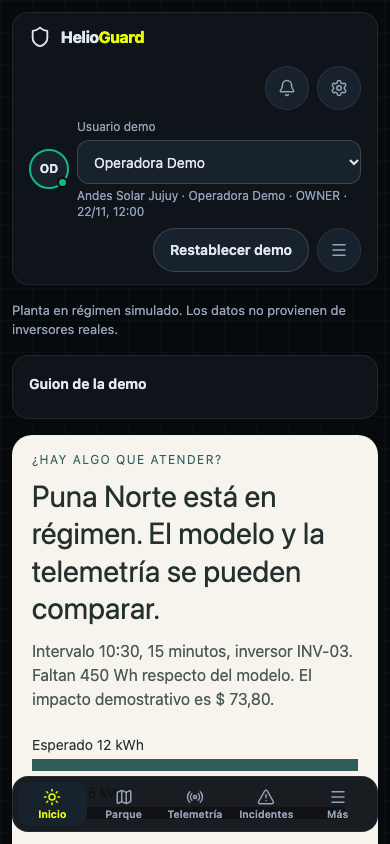 HelioGuard
Usuario demo
OD
Operadora Demo
Andes Solar Jujuy · Operadora Demo · OWNER ·
22/11, 12:00
Restablecer demo
Planta en régimen simulado. Los datos no provienen de
inversores reales.
Guion de la demo
¿HAY ALGO QUE ATENDER?
Puna Norte está en
régimen. El modelo y la
telemetría se pueden
comparar.
Intervalo 10:30, 15 minutos, inversor INV-03.
Faltan 450 Wh respecto del modelo. El
impacto demostrativo es $ 73,80.
Esperado 12 kWh
Inicio
Parque
Telemetría
Incidentes
Más